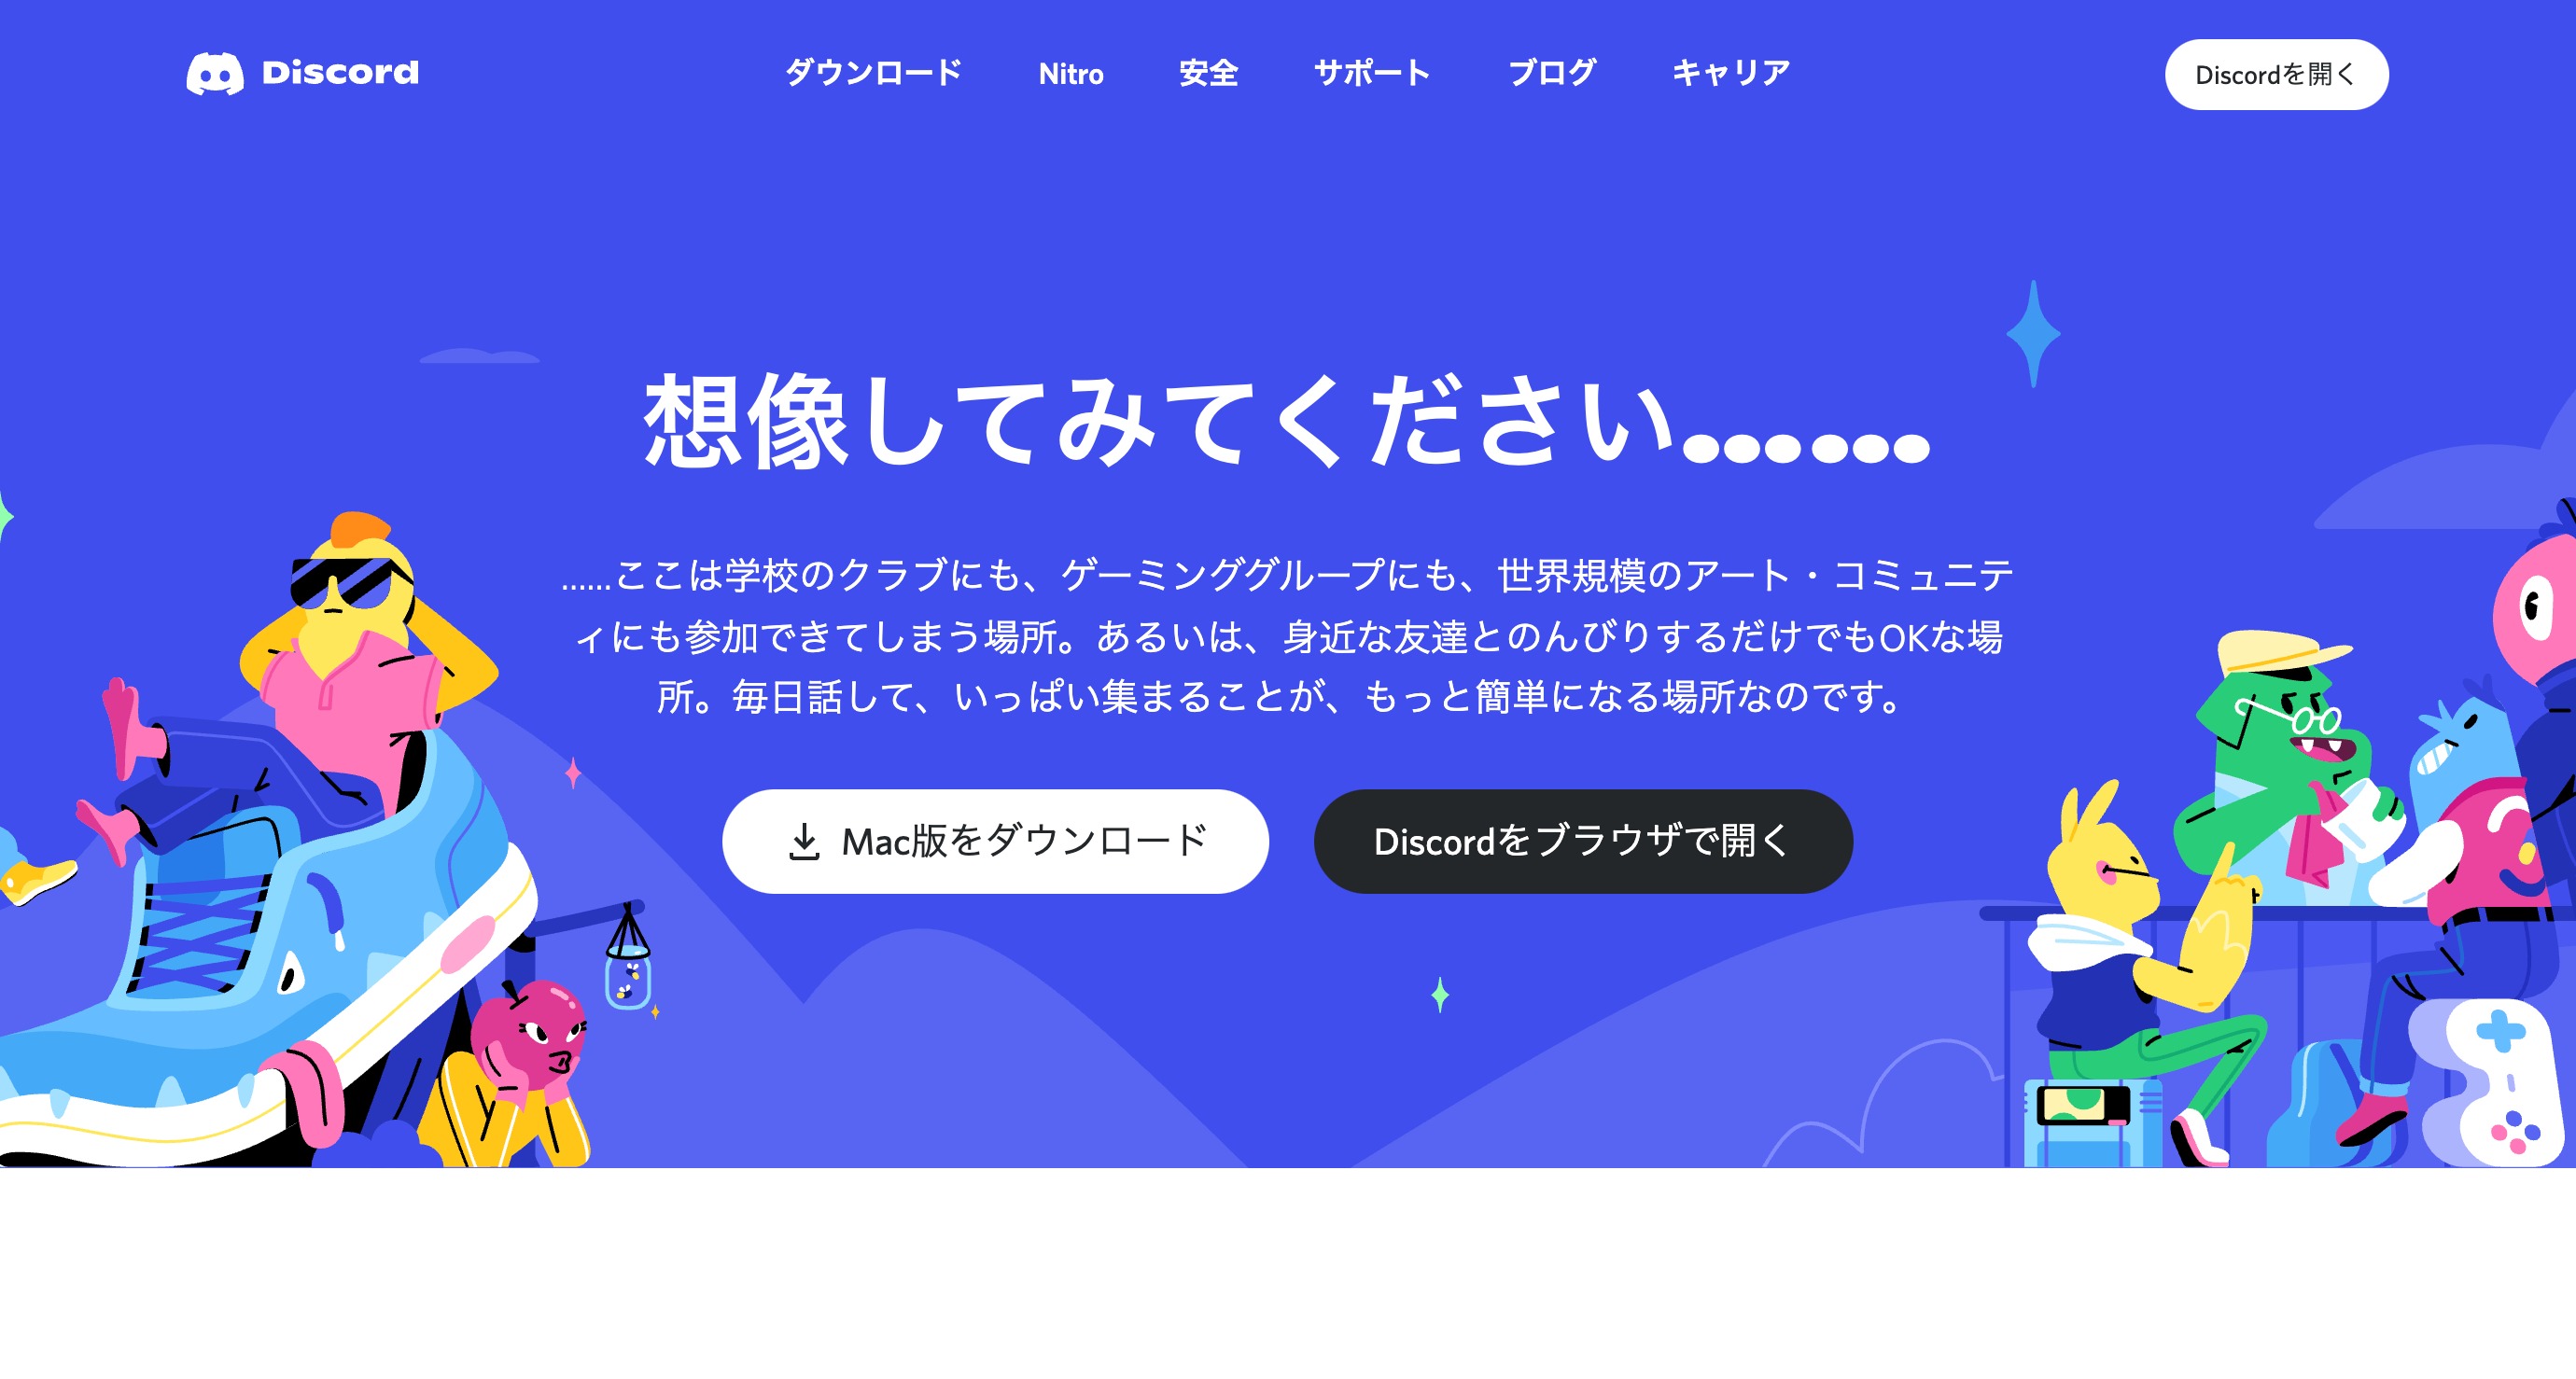 Discord
ダウンロード
Nitro
安全
サポート
ブログ
キャリア
Discordを開く
想像してみてください……
……ここは学校のクラブにも、ゲーミンググループにも、世界規模のアート・コミュニテ
ィにも参加できてしまう場所。あるいは、身近な友達とのんびりするだけでもOKな場
所。毎日話して、いっぱい集まることが、もっと簡単になる場所なのです。
Mac版をダウンロード
Discordをブラウザで開く